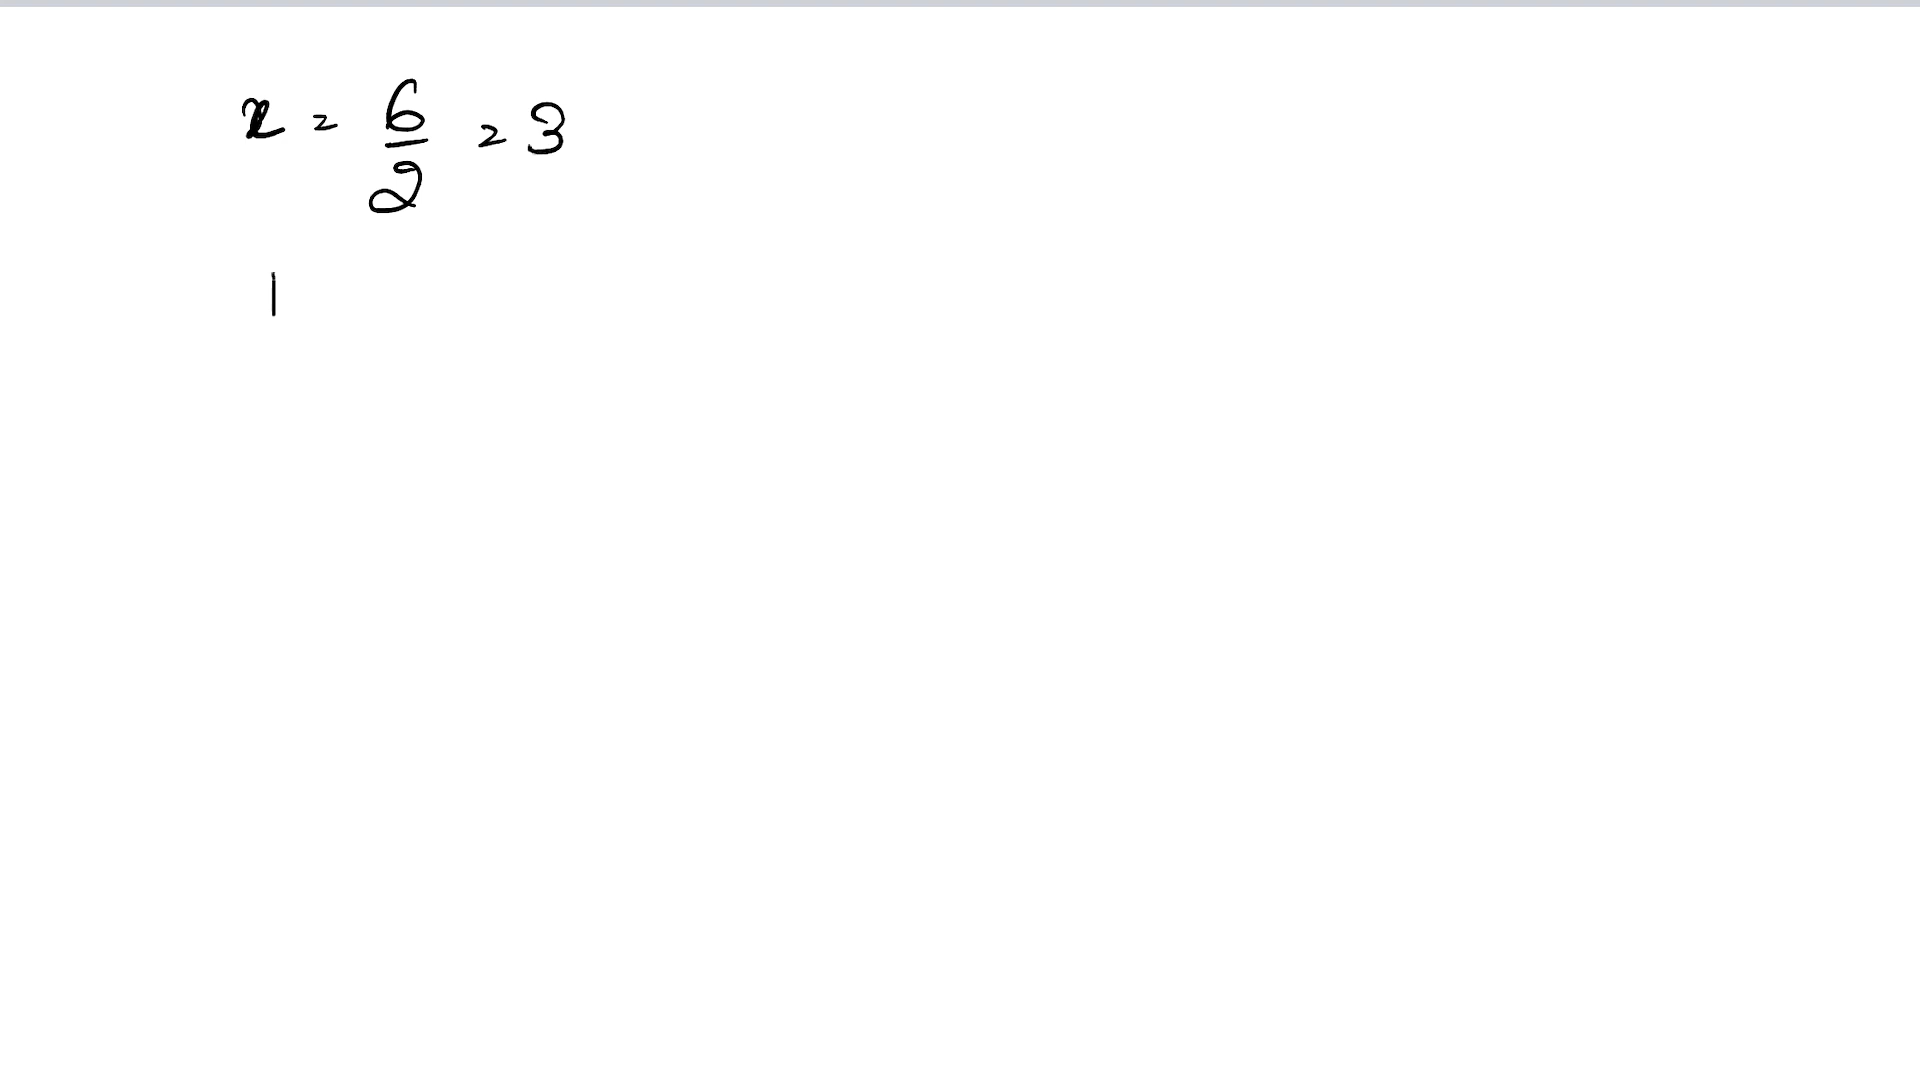 x = 6/2 = 3